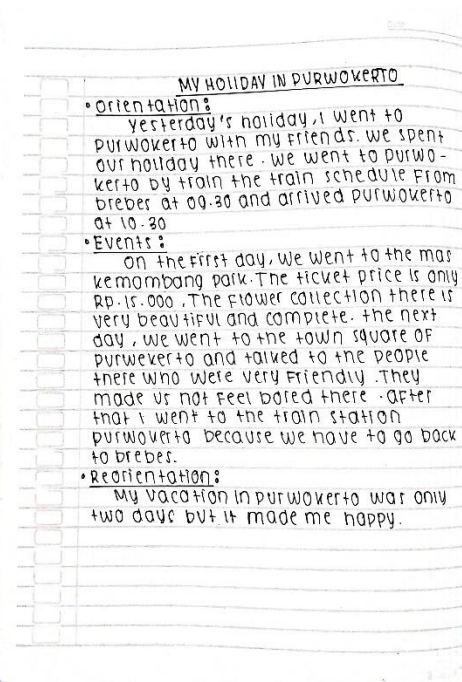 MY HOLIDAY IN PURWOKERTO
• Orientation:
Yesterday's holiday, I went to
Purwokerto with my friends. We spent
our holiday there. We went to Purwo-
kerto by train the train schedule from
brebes at 09.30 and arrived Purwokerto
at 10.30
• Events:
On the first day, we went to the mas
kemambang park. The ticket price is only
Rp.15.000, The flower collection there is
very beautiful and complete. the next
day, we went to the town square of
purwekerto and talked to the people
there who were very friendly. They
made us not feel bored there. after
that I went to the train station
purwokerto because we have to go back
to brebes.
• Reorientation:
My vacation in purwokerto was only
two days but it made me happy.